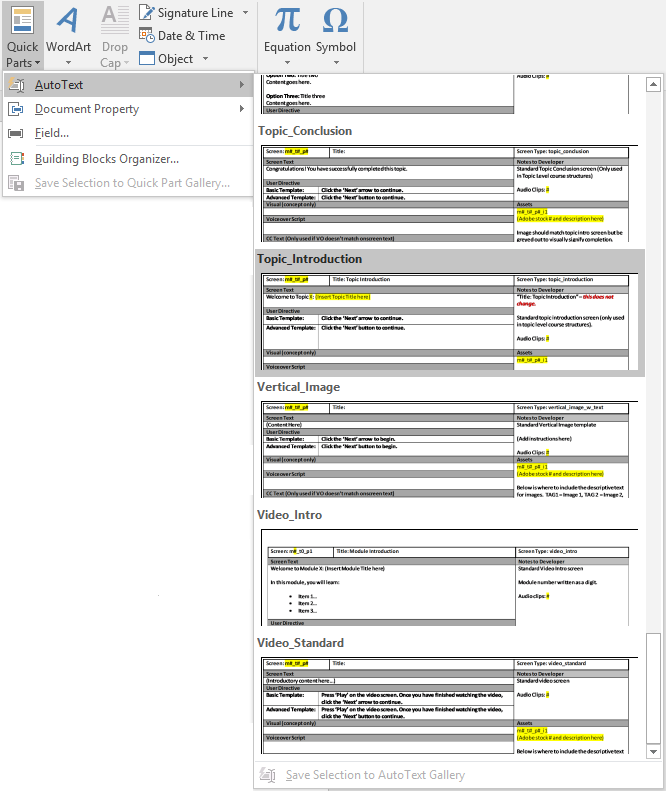 Quick Parts
WordArt
Drop Cap
Signature Line
Date & Time
Object
Equation
Symbol
AutoText
Document Property
Field...
Building Blocks Organizer...
Save Selection to Quick Part Gallery...
Option Two: Title two
Content goes here.
Option Three: Title three
Content goes here.
User Directive
Audio Clips: #
Topic_Conclusion
Screen: m#_t#_p# Title: Screen Type: topic_conclusion
Screen Text Notes to Developer
Congratulations! You have successfully completed this topic. Standard Topic Conclusion screen (Only used
in Topic Level course structures)
User Directive
Basic Template: Click the 'Next' arrow to continue. Audio Clips: #
Advanced Template: Click the 'Next' button to continue.
Visual (concept only) Assets
m#_t#_p#_i1
Voiceover Script (Adobe stock# and description here)
Image should match topic intro screen but be
CC Text (Only used if VO doesn't match onscreen text) greyed out to visually signify completion.
Topic_Introduction
Screen: m#_t#_p# Title: Topic Introduction Screen Type: topic_introduction
Screen Text Notes to Developer
Welcome to Topic X: (Insert Topic Title here) "Title: Topic Introduction" – this does not
change.
User Directive
Basic Template: Click the 'Next' arrow to continue. Standard topic introduction screen (only used
Advanced Template: Click the 'Next' button to continue. in topic level course structures).
Audio Clips: #
Visual (concept only) Assets
m#_t#_p#_i1
Voiceover Script
Vertical_Image
Screen: m#_t#_p# Title: Screen Type: vertical_image_w_text
Screen Text Notes to Developer
(Content Here) Standard Vertical Image template
User Directive
Basic Template: Click the 'Next' arrow to begin. (Add instructions here)
Advanced Template: Click the 'Next' button to begin.
Audio Clips: #
Visual (concept only) Assets
m#_t#_p#_i1
Voiceover Script (Adobe stock# and description here)
Below is where to include the descriptive text
CC Text (Only used if VO doesn't match onscreen text) for images. TAG1 = Image 1, TAG 2 = Image 2,
Video_Intro
Screen: m#_t0_p1 Title: Module Introduction Screen Type: video_intro
Screen Text Notes to Developer
Welcome to Module X: (Insert Module Title here) Standard Video Intro screen
In this module, you will learn: Module number written as a digit.
• Item 1... Audio clips: #
• Item 2...
• Item 3...
User Directive
Video_Standard
Screen: m#_t#_p# Title: Screen Type: video_standard
Screen Text Notes to Developer
(Introductory content here...) Standard video screen
User Directive
Basic Template: Press 'Play' on the video screen. Once you have finished watching the video, Audio Clips: #
click the 'Next' arrow to continue.
Advanced Template: Press 'Play' on the video screen. Once you have finished watching the video,
click the 'Next' button to continue.
Visual (concept only) Assets
m#_t#_p#_i1
Voiceover Script (Adobe stock# and description here)
Below is where to include the descriptive text
Save Selection to AutoText Gallery